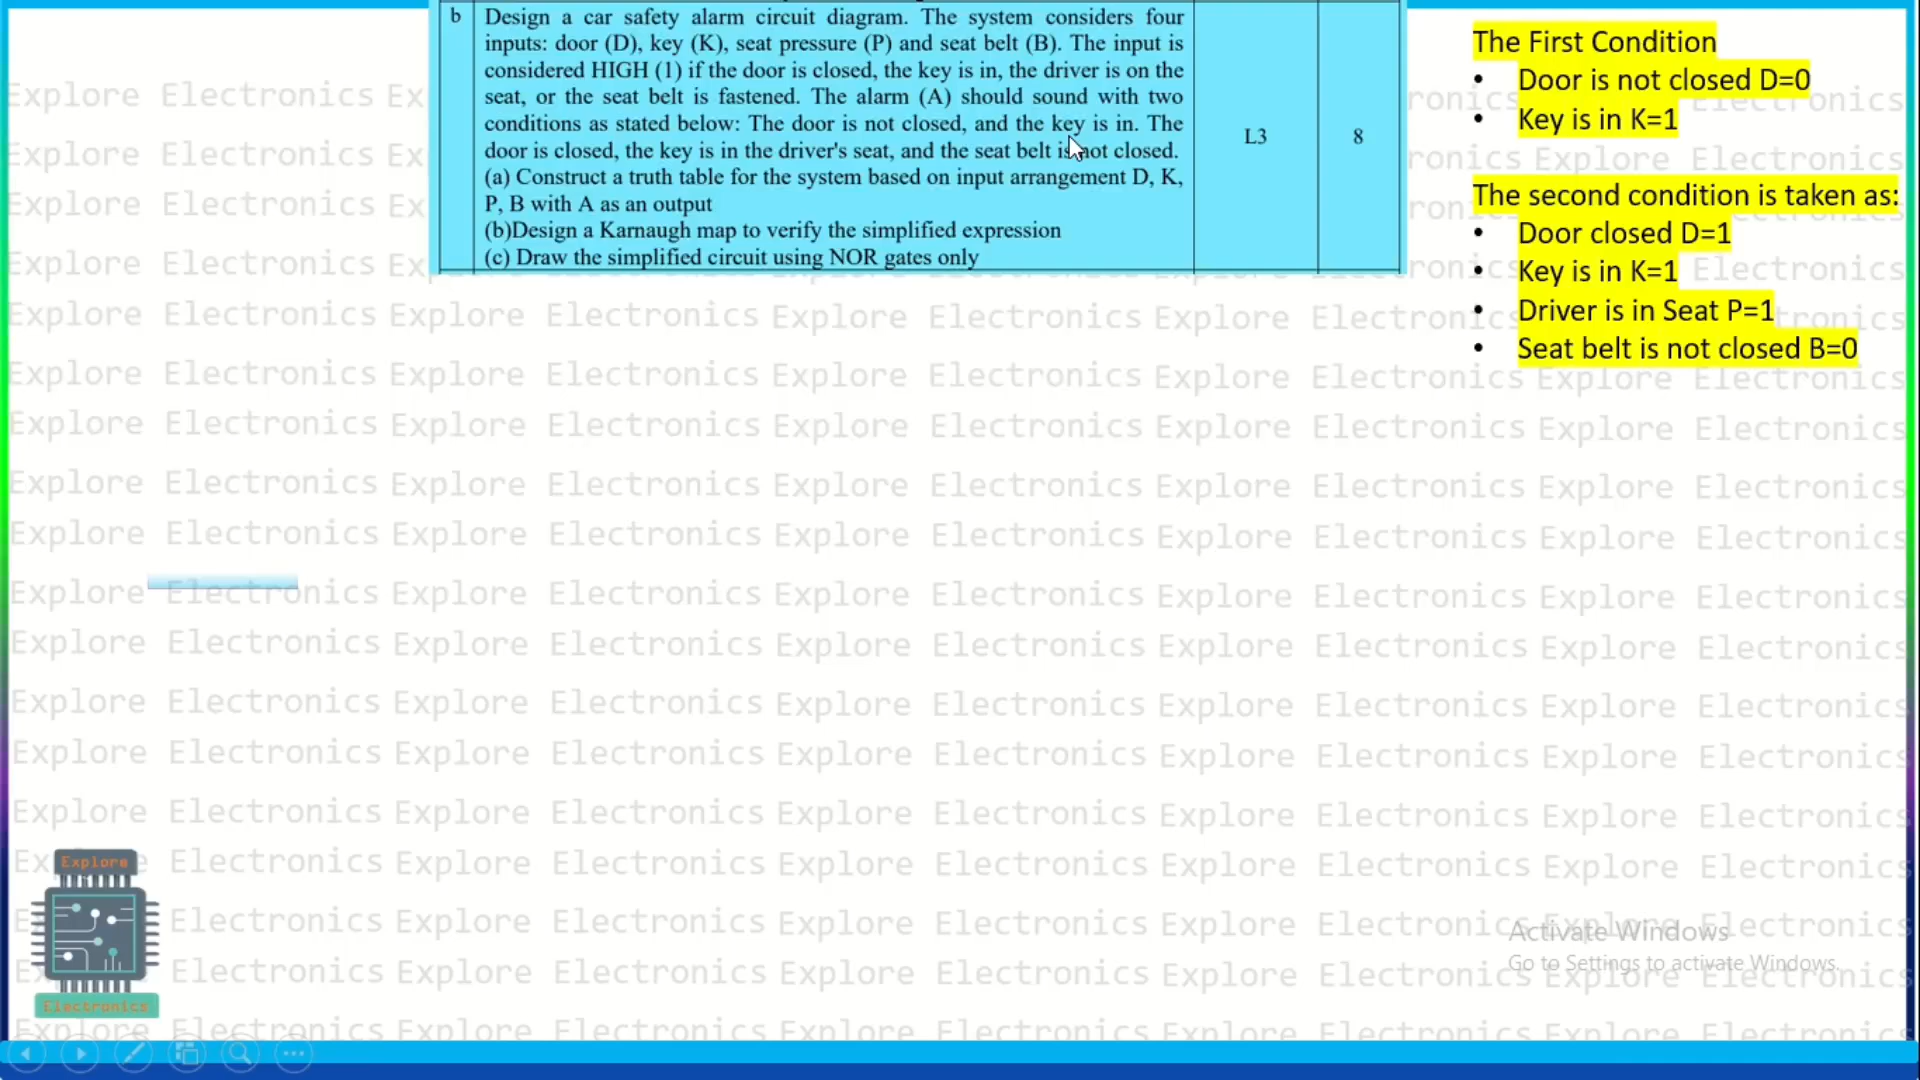 b
Design a car safety alarm circuit diagram. The system considers four
inputs: door (D), key (K), seat pressure (P) and seat belt (B). The input is
considered HIGH (1) if the door is closed, the key is in, the driver is on the
seat, or the seat belt is fastened. The alarm (A) should sound with two
conditions as stated below: The door is not closed, and the key is in. The
door is closed, the key is in the driver's seat, and the seat belt is not closed.
(a) Construct a truth table for the system based on input arrangement D, K,
P, B with A as an output
(b)Design a Karnaugh map to verify the simplified expression
(c) Draw the simplified circuit using NOR gates only
L3
8
The First Condition
• Door is not closed D=0
• Key is in K=1
The second condition is taken as:
• Door closed D=1
• Key is in K=1
• Driver is in Seat P=1
• Seat belt is not closed B=0
Explore
Electronics
Activate Windows
Go to Settings to activate Windows.